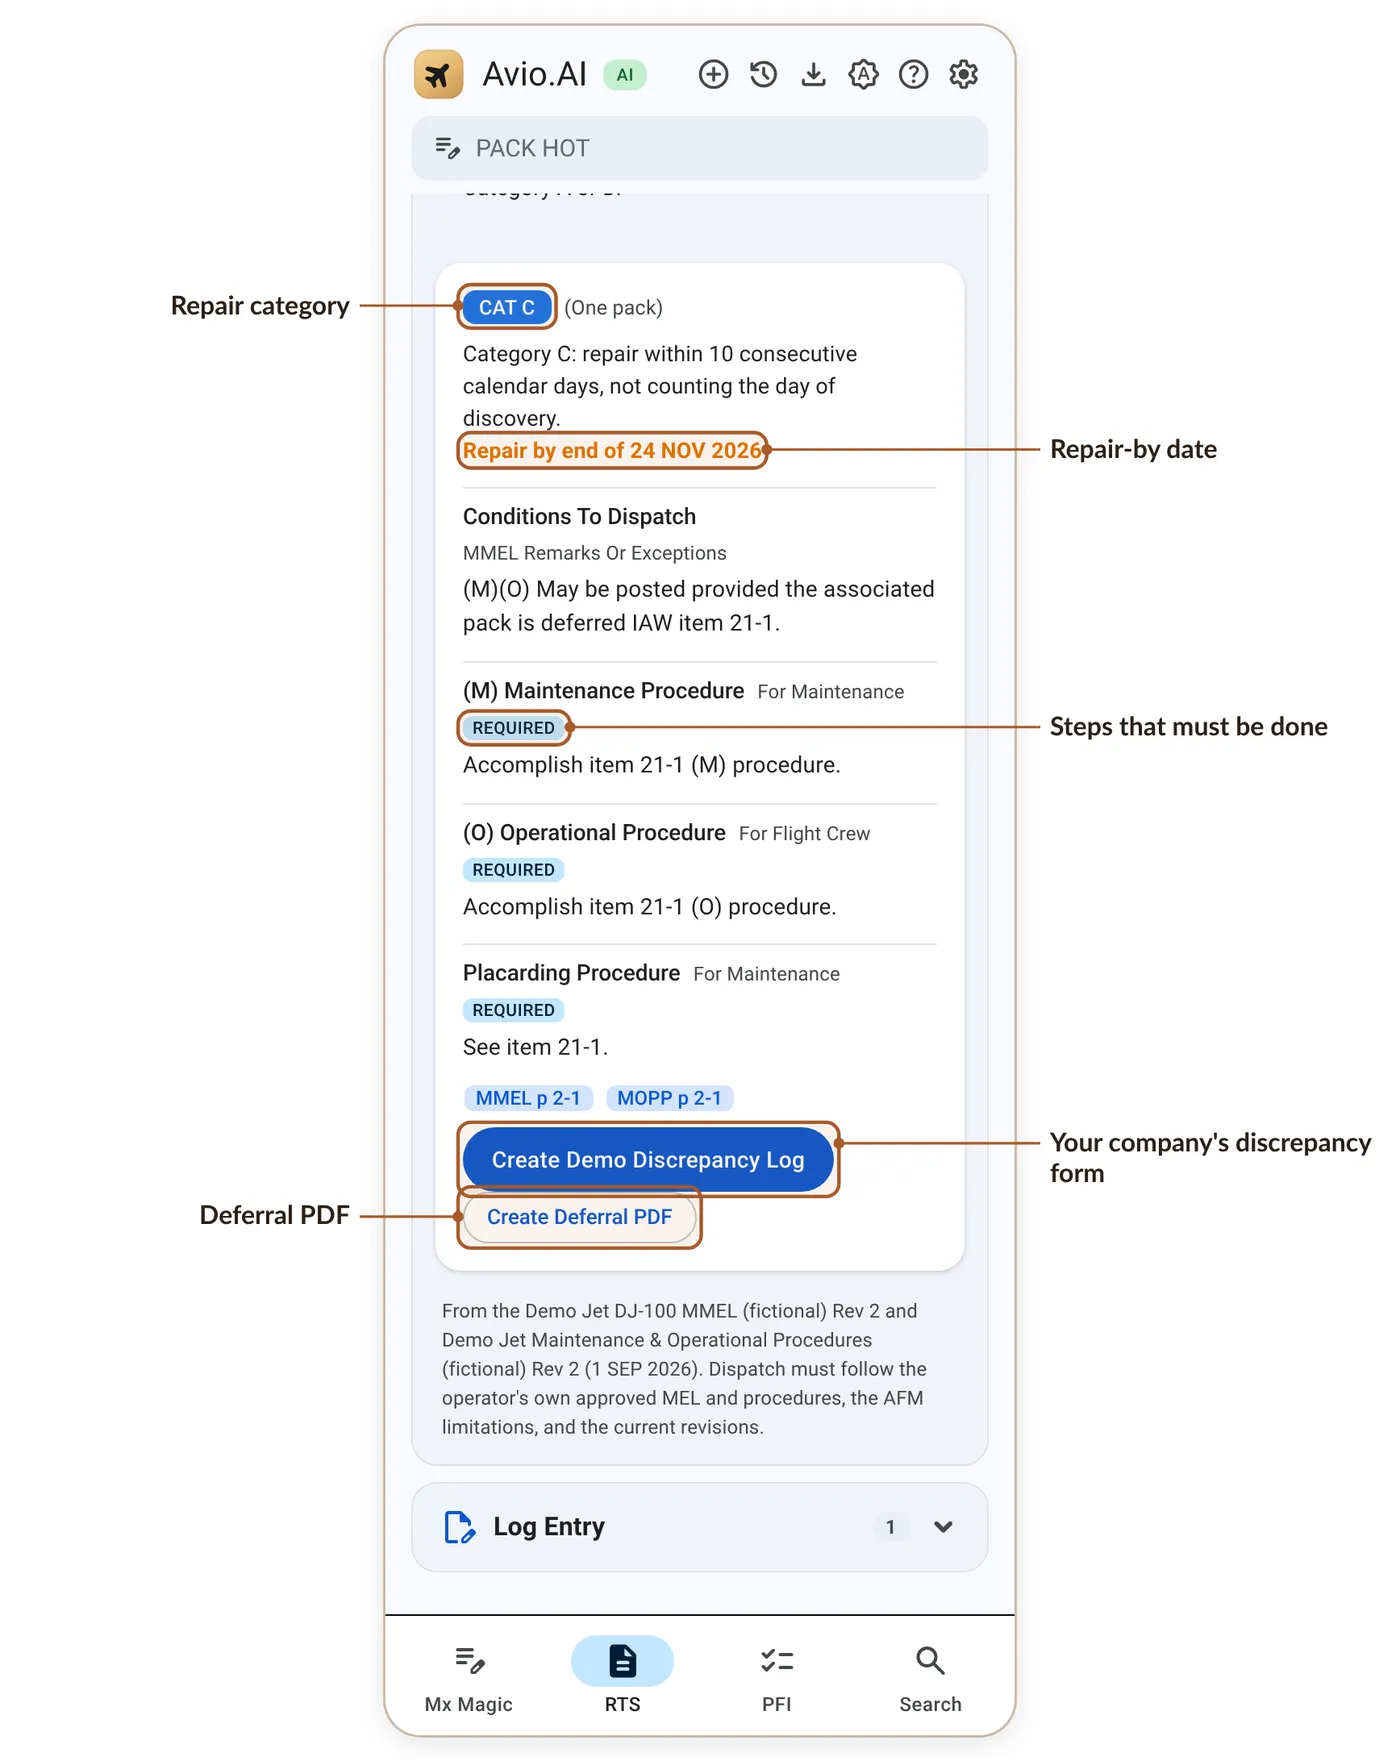 Avio.AI AI
PACK HOT
Repair category
CAT C (One pack)
Category C: repair within 10 consecutive
calendar days, not counting the day of
discovery.
Repair by end of 24 NOV 2026
Repair-by date
Conditions To Dispatch
MMEL Remarks Or Exceptions
(M)(O) May be posted provided the associated
pack is deferred IAW item 21-1.
(M) Maintenance Procedure For Maintenance
REQUIRED
Steps that must be done
Accomplish item 21-1 (M) procedure.
(O) Operational Procedure For Flight Crew
REQUIRED
Accomplish item 21-1 (O) procedure.
Placarding Procedure For Maintenance
REQUIRED
See item 21-1.
MMEL p 2-1 MOPP p 2-1
Create Demo Discrepancy Log
Your company's discrepancy
form
Deferral PDF
Create Deferral PDF
From the Demo Jet DJ-100 MMEL (fictional) Rev 2 and
Demo Jet Maintenance & Operational Procedures
(fictional) Rev 2 (1 SEP 2026). Dispatch must follow the
operator's own approved MEL and procedures, the AFM
limitations, and the current revisions.
Log Entry 1
Mx Magic RTS PFI Search